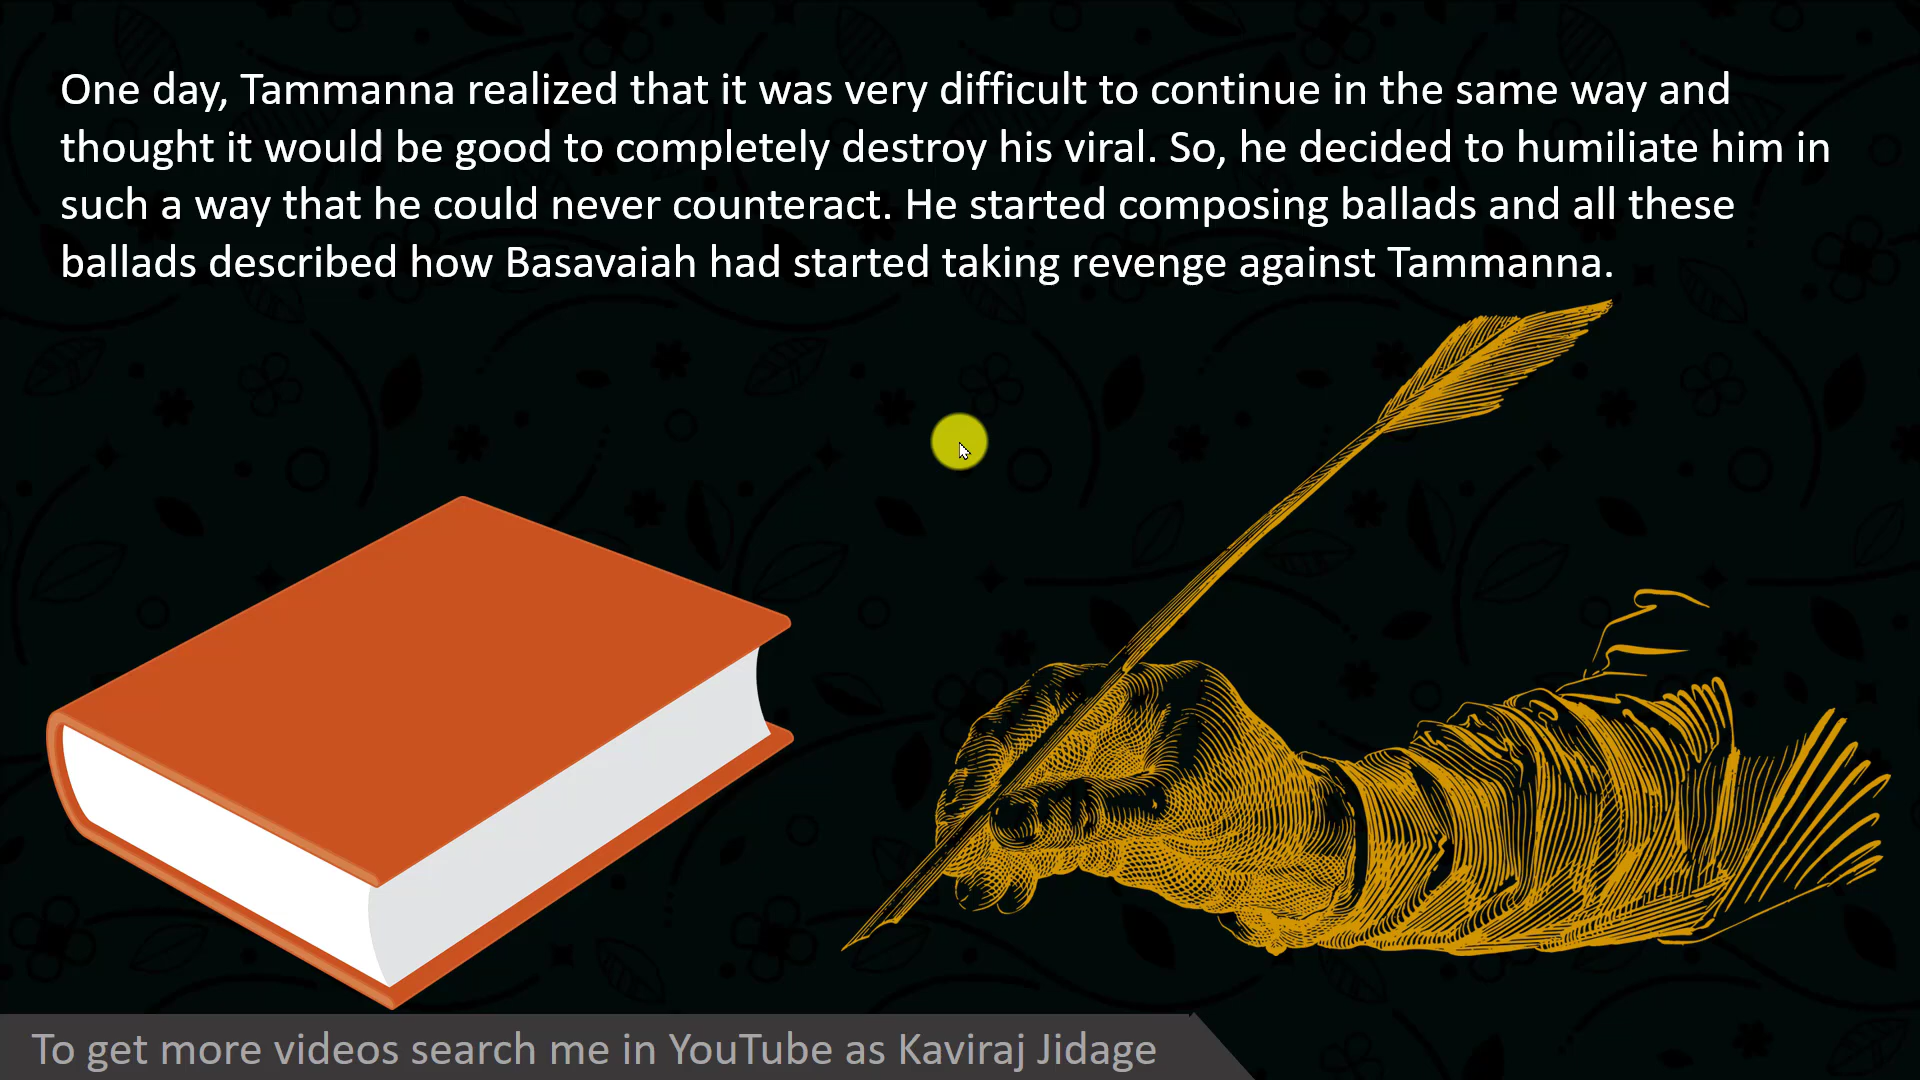 One day, Tammanna realized that it was very difficult to continue in the same way and
thought it would be good to completely destroy his viral. So, he decided to humiliate him in
such a way that he could never counteract. He started composing ballads and all these
ballads described how Basavaiah had started taking revenge against Tammanna.
To get more videos search me in YouTube as Kaviraj Jidage